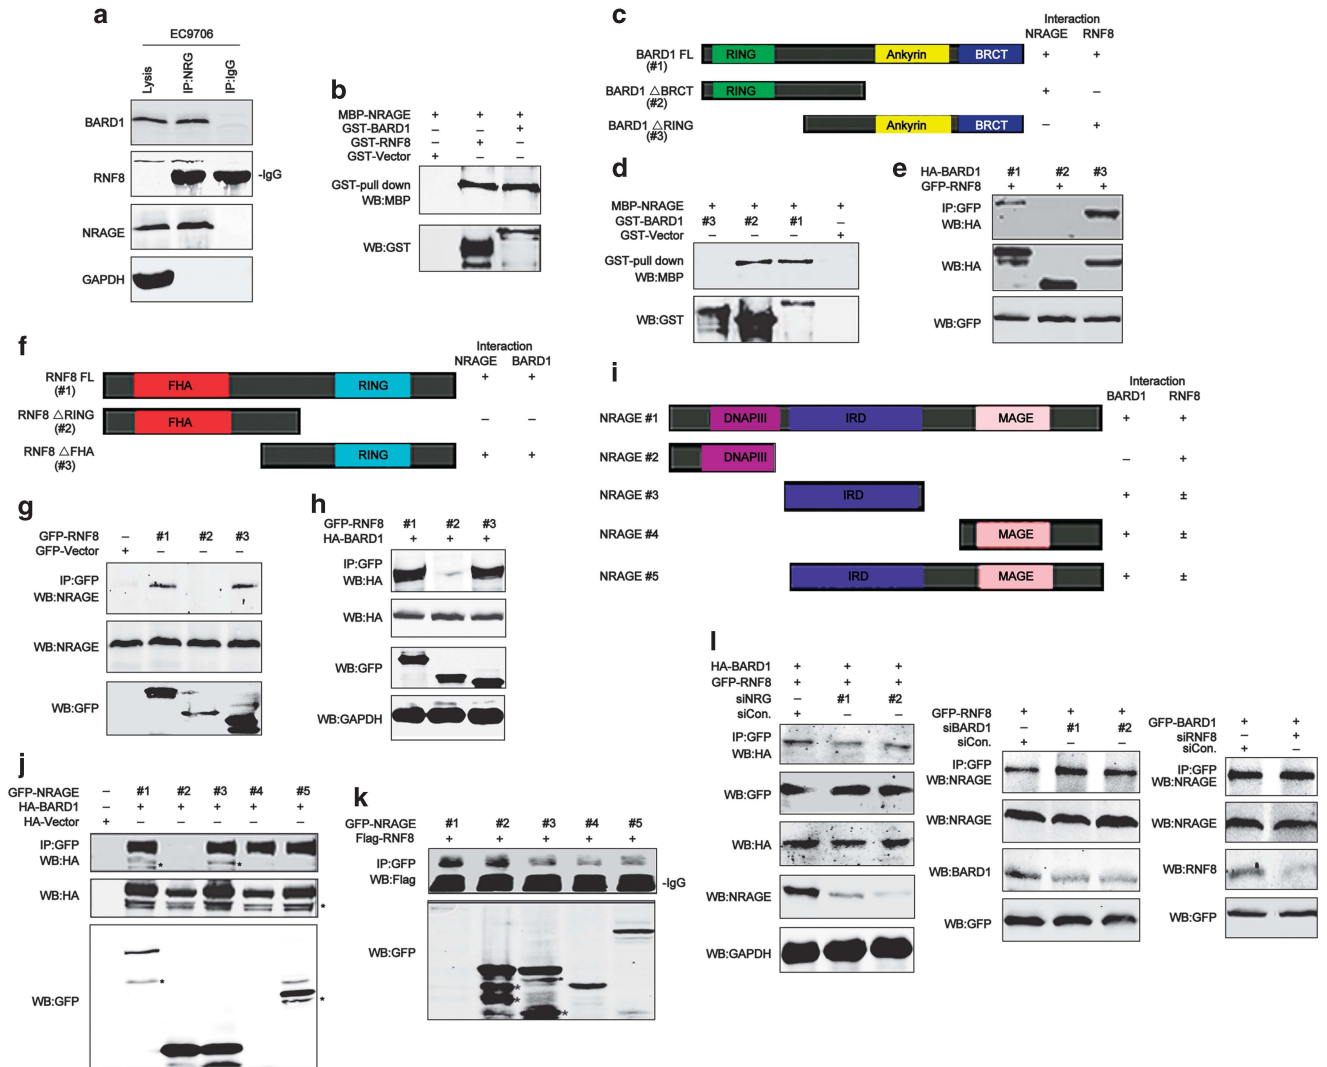 a
EC9706
Lysis
IP:NRG
IP:IgG
BARD1
RNF8
-IgG
NRAGE
GAPDH
b
MBP-NRAGE + + +
GST-BARD1 – – +
GST-RNF8 – + –
GST-Vector + – –
GST-pull down
WB:MBP
WB:GST
c
Interaction
NRAGE RNF8
BARD1 FL
(#1)
RING Ankyrin BRCT + +
BARD1 △BRCT
(#2)
RING + –
BARD1 △RING
(#3)
Ankyrin BRCT – +
d
MBP-NRAGE + + + +
GST-BARD1 #3 #2 #1 –
GST-Vector – – – +
GST-pull down
WB:MBP
WB:GST
e
HA-BARD1 #1 #2 #3
GFP-RNF8 + + +
IP:GFP
WB:HA
WB:HA
WB:GFP
f
Interaction
NRAGE BARD1
RNF8 FL
(#1)
FHA RING + +
RNF8 △RING
(#2)
FHA – –
RNF8 △FHA
(#3)
RING + +
g
GFP-RNF8 – #1 #2 #3
GFP-Vector + – – –
IP:GFP
WB:NRAGE
WB:NRAGE
WB:GFP
h
GFP-RNF8 #1 #2 #3
HA-BARD1 + + +
IP:GFP
WB:HA
WB:HA
WB:GFP
WB:GAPDH
i
Interaction
BARD1 RNF8
NRAGE #1 DNAPIII IRD MAGE + +
NRAGE #2 DNAPIII – +
NRAGE #3 IRD + ±
NRAGE #4 MAGE + ±
NRAGE #5 IRD MAGE + ±
j
GFP-NRAGE – #1 #2 #3 #4 #5
HA-BARD1 – + + + + +
HA-Vector + – – – – –
IP:GFP
WB:HA
* *
WB:HA
*
WB:GFP
* *
k
GFP-NRAGE #1 #2 #3 #4 #5
Flag-RNF8 + + + + +
IP:GFP
WB:Flag
-IgG
WB:GFP
*
*
*
l
HA-BARD1 + + +
GFP-RNF8 + + +
siNRG – #1 #2
siCon. + – –
IP:GFP
WB:HA
WB:GFP
WB:HA
WB:NRAGE
WB:GAPDH
GFP-RNF8 + + +
siBARD1 – #1 #2
siCon. + – –
IP:GFP
WB:NRAGE
WB:NRAGE
WB:BARD1
WB:GFP
GFP-BARD1 + +
siRNF8 – +
siCon. + –
IP:GFP
WB:NRAGE
WB:NRAGE
WB:RNF8
WB:GFP